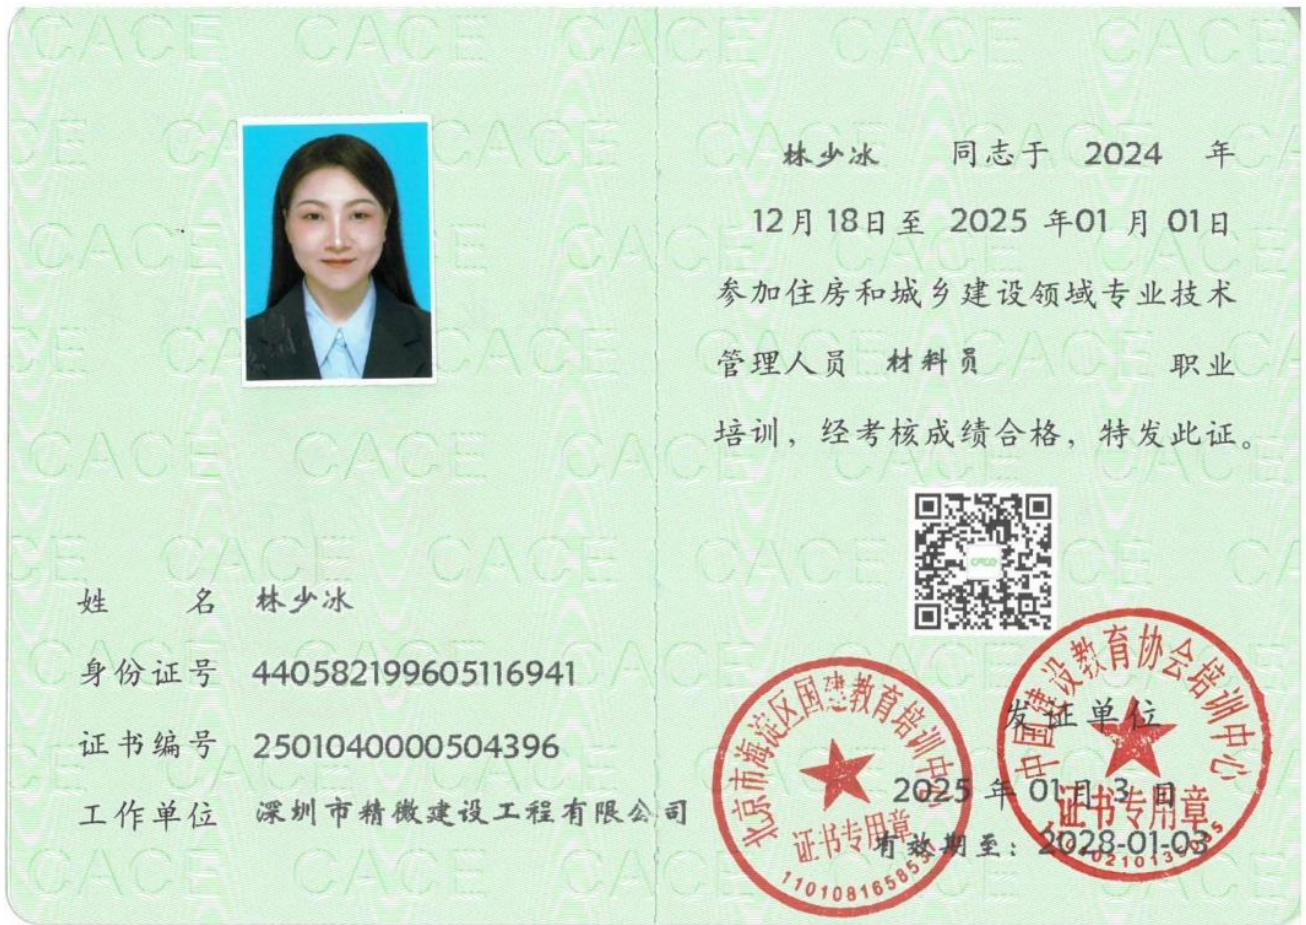 姓 名 林少冰
身份证号 440582199605116941
证书编号 2501040000504396
工作单位 深圳市精微建设工程有限公司
林少冰 同志于 2024 年
12月18日至 2025 年01 月 01日
参加住房和城乡建设领域专业技术
管理人员 材料员 职业
培训，经考核成绩合格，特发此证。
CACE
发证单位
2025 年 01月 3 日
有效期至：2028-01-03
北京市海淀区国建教育培训中心
证书专用章
中国建设教育协会培训中心
证书专用章